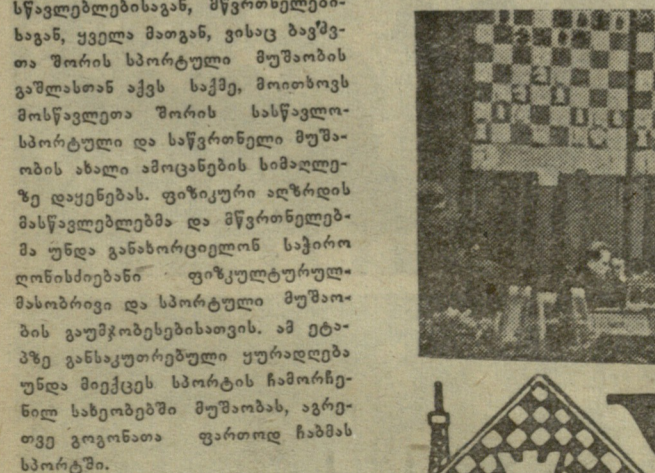 სწავლებლებისაგან, მწვრთნელები-
საგან, ყველა მათგან, ვისაც ბავშვ-
თა შორის სპორტული მუშაობის
გაშლასთან აქვს საქმე, მოითხოვს
მოსწავლეთა შორის სასწავლო-
სპორტული და საწვრთნელი მუშა-
ობის ახალი ამოცანების სიმაღლე-
ზე დაყენებას. ფიზიკური აღზრდის
მასწავლებლებმა და მწვრთნელებ-
მა უნდა განახორციელონ საჭირო
ღონისძიებანი ფიზკულტურულ-
მასობრივი და სპორტული მუშაო-
ბის გაუმჯობესებისათვის. ამ ეტა-
პზე განსაკუთრებული ყურადღება
უნდა მიექცეს სპორტის ჩამორჩე-
ნილ სახეობებში მუშაობას, აგრე-
თვე გოგონათა ფართოდ ჩაბმას
სპორტში.